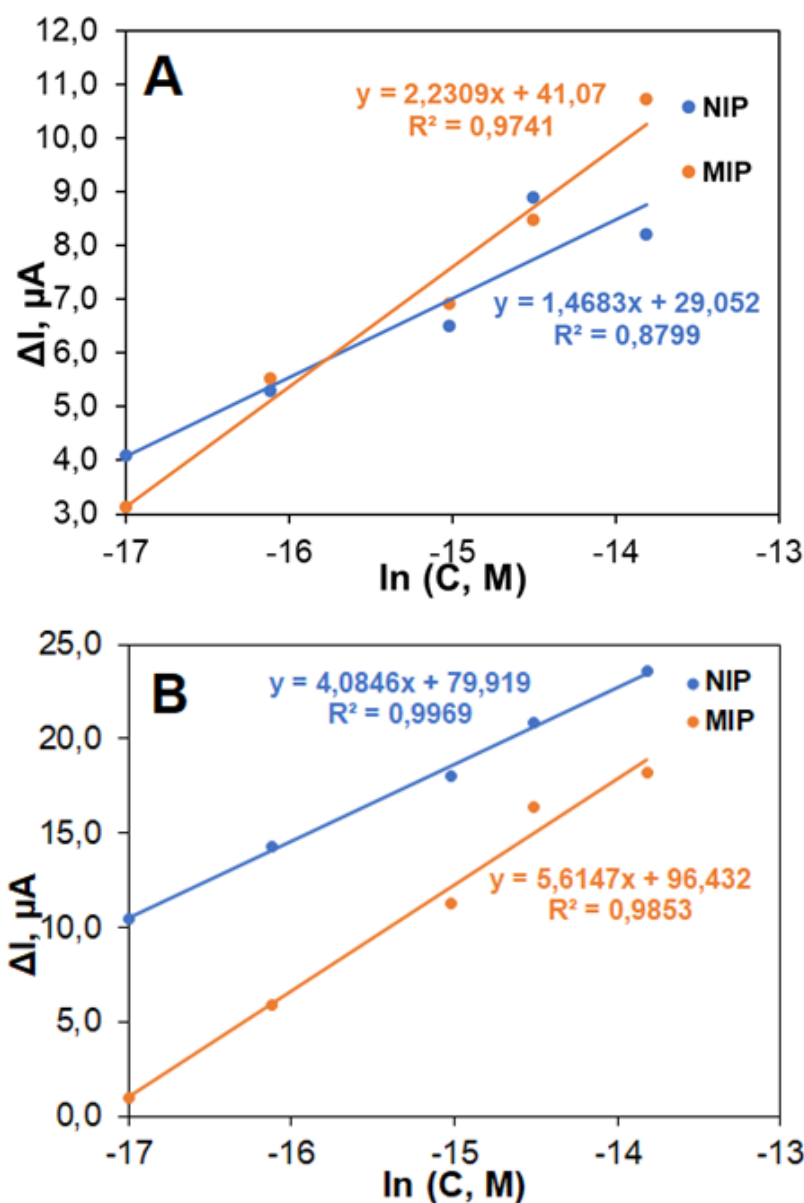 A
12,0
11,0
10,0
9,0
8,0
7,0
6,0
5,0
4,0
3,0
ΔI, µA
y = 2,2309x + 41,07
R² = 0,9741
NIP
MIP
y = 1,4683x + 29,052
R² = 0,8799
-17 -16 -15 -14 -13
ln (C, M)
B
25,0
20,0
15,0
10,0
5,0
0,0
ΔI, µA
y = 4,0846x + 79,919
R² = 0,9969
NIP
MIP
y = 5,6147x + 96,432
R² = 0,9853
-17 -16 -15 -14 -13
ln (C, M)